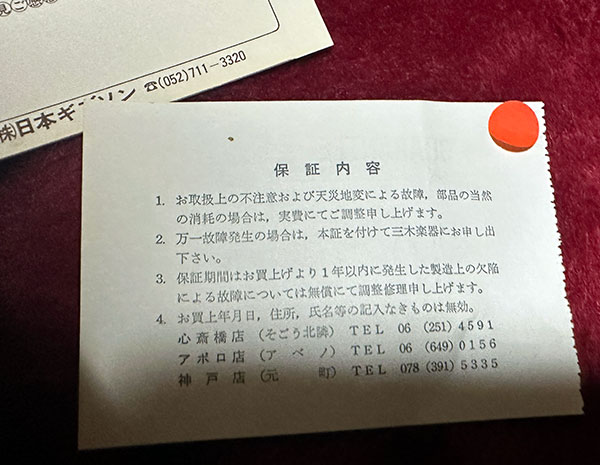 ☎(052)711-3320
㈱日本ギブソン
保証内容
1. お取扱上の不注意および天災地変による故障，部品の当然
の消耗の場合は，実費にてご調整申し上げます。
2. 万一故障発生の場合は，本証を付けて三木楽器にお申し出
下さい。
3. 保証期間はお買上げより1年以内に発生した製造上の欠陥
による故障については無償にて調整修理申し上げます。
4. お買上年月日，住所，氏名等の記入なきものは無効。
心斎橋店 (そごう北隣) TEL 06 (251) 4591
アポロ店 (アベノ) TEL 06 (649) 0156
神戸店 (元町) TEL 078 (391) 5335